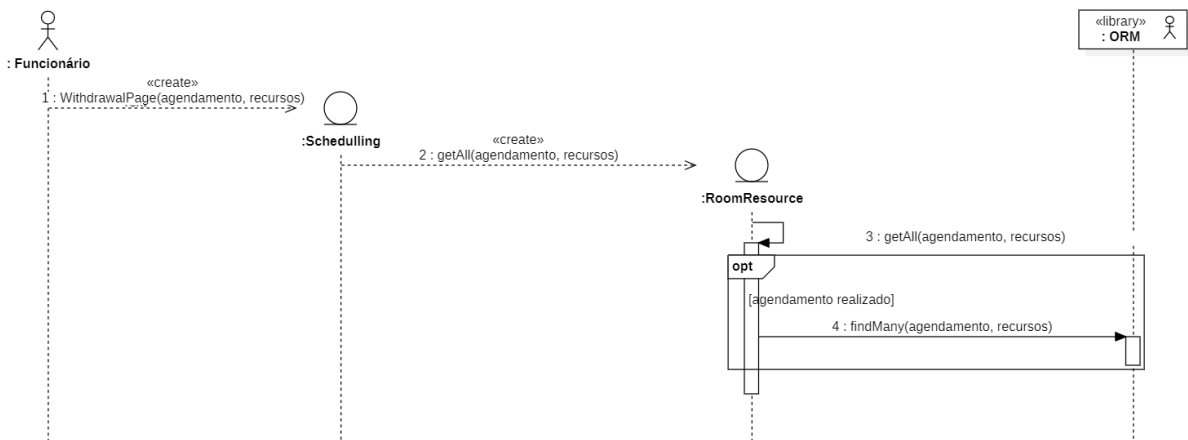 «library»
: ORM
: Funcionário
«create»
1 : WithdrawalPage(agendamento, recursos)
:Schedulling
«create»
2 : getAll(agendamento, recursos)
:RoomResource
3 : getAll(agendamento, recursos)
opt
[agendamento realizado]
4 : findMany(agendamento, recursos)